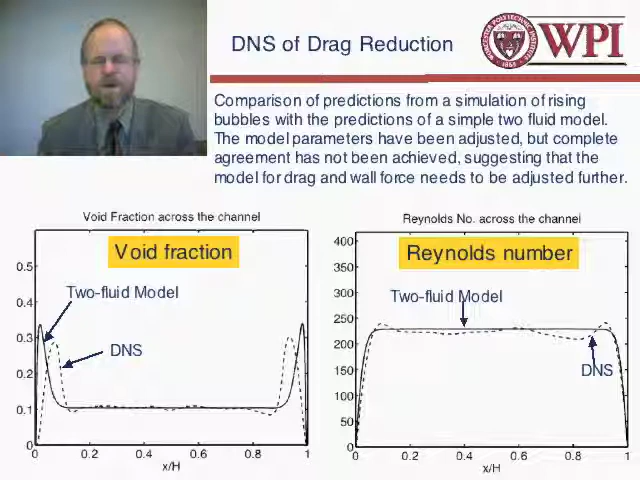 DNS of Drag Reduction
WORCESTER POLYTECHNIC INSTITUTE
1865
WPI
Comparison of predictions from a simulation of rising
bubbles with the predictions of a simple two fluid model.
The model parameters have been adjusted, but complete
agreement has not been achieved, suggesting that the
model for drag and wall force needs to be adjusted further.
Void Fraction across the channel
Void fraction
Two-fluid Model
DNS
0.5
0.4
0.3
0.2
0.1
0
0 0.2 0.4 0.6 0.8 1
x/H
Reynolds No. across the channel
Reynolds number
Two-fluid Model
DNS
400
350
300
250
200
150
100
50
0
0 0.2 0.4 0.6 0.8 1
x/H